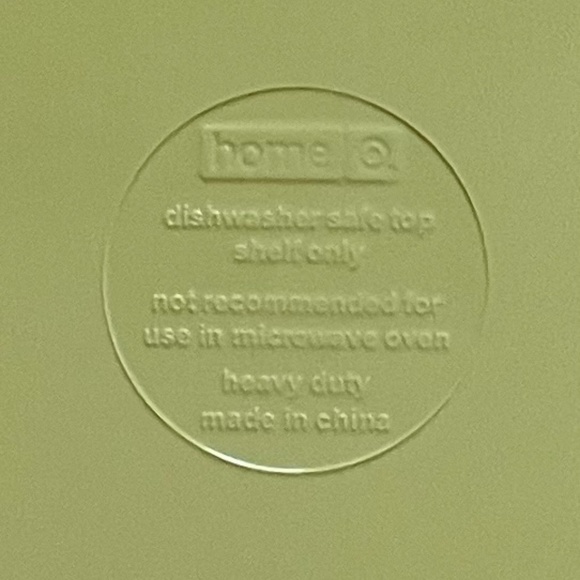 home
dishwasher safe top
shelf only
not recommended for
use in microwave oven
heavy duty
made in china